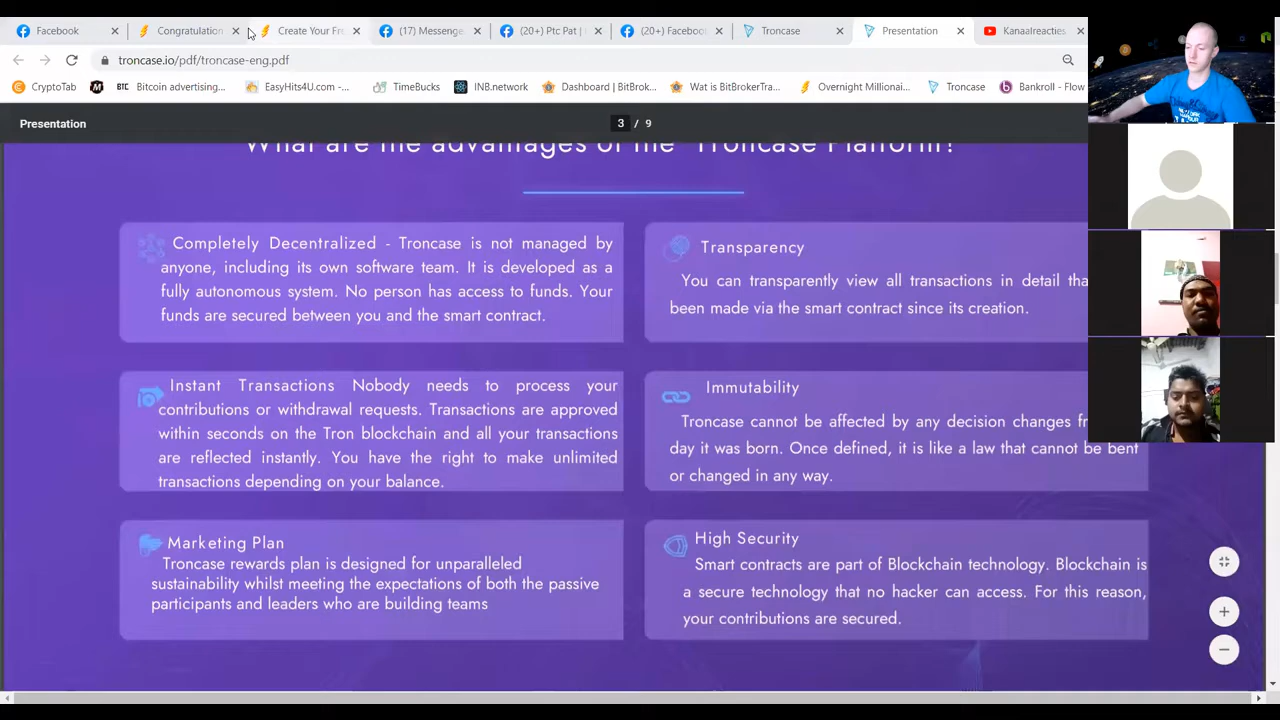 Facebook
Congratulation
Create Your Fr
(17) Messenge
(20+) Ptc Pat |
(20+) Faceboo
Troncase
Presentation
Kanaalreacties
troncase.io/pdf/troncase-eng.pdf
CryptoTab
BTC Bitcoin advertising...
EasyHits4U.com -...
TimeBucks
INB.network
Dashboard | BitBrok...
Wat is BitBrokerTra...
Overnight Millionai...
Troncase
Bankroll - Flow
Presentation
3 / 9
What are the advantages of the Troncase Platform?
Completely Decentralized - Troncase is not managed by
anyone, including its own software team. It is developed as a
fully autonomous system. No person has access to funds. Your
funds are secured between you and the smart contract.
Transparency
You can transparently view all transactions in detail tha
been made via the smart contract since its creation.
Instant Transactions Nobody needs to process your
contributions or withdrawal requests. Transactions are approved
within seconds on the Tron blockchain and all your transactions
are reflected instantly. You have the right to make unlimited
transactions depending on your balance.
Immutability
Troncase cannot be affected by any decision changes f
day it was born. Once defined, it is like a law that cannot be bent
or changed in any way.
Marketing Plan
Troncase rewards plan is designed for unparalleled
sustainability whilst meeting the expectations of both the passive
participants and leaders who are building teams
High Security
Smart contracts are part of Blockchain technology. Blockchain is
a secure technology that no hacker can access. For this reason,
your contributions are secured.